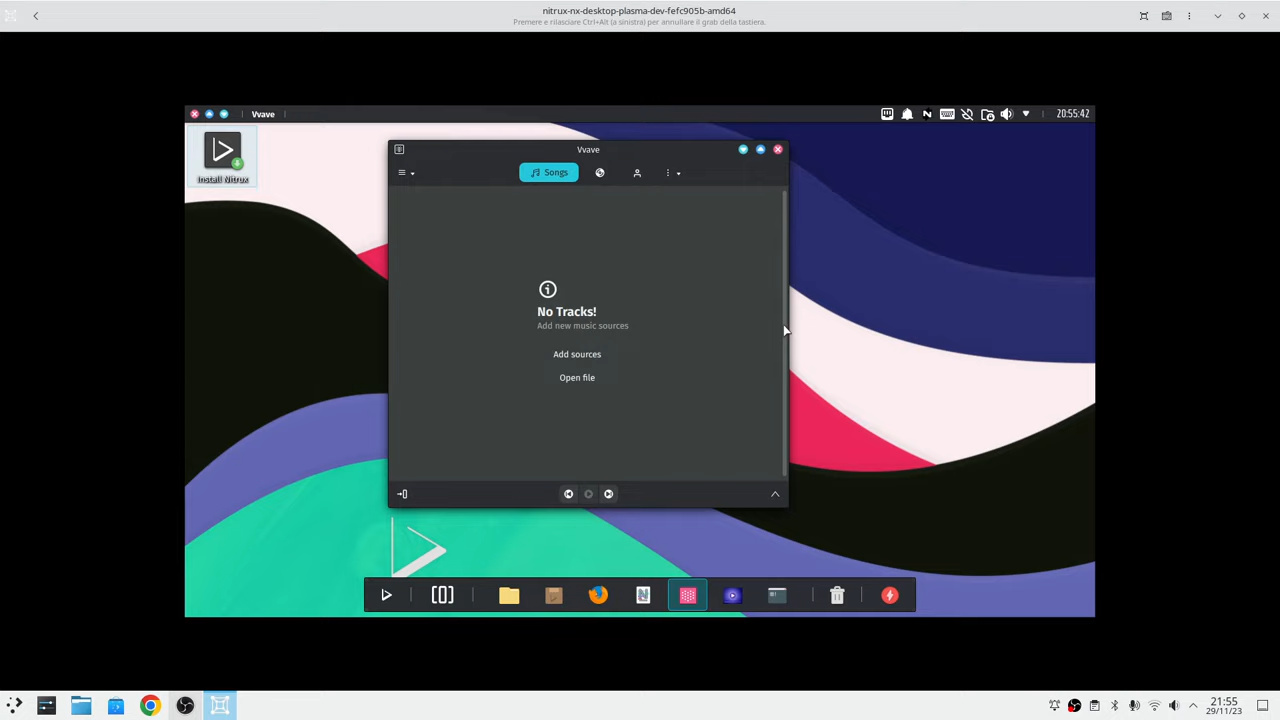 nitrux-nx-desktop-plasma-dev-fefc905b-amd64
Premere e rilasciare Ctrl+Alt (a sinistra) per annullare il grab della tastiera.
Vvave
20:55:42
Install Nitrux
Vvave
Songs
No Tracks!
Add new music sources
Add sources
Open file
21:55
29/11/23